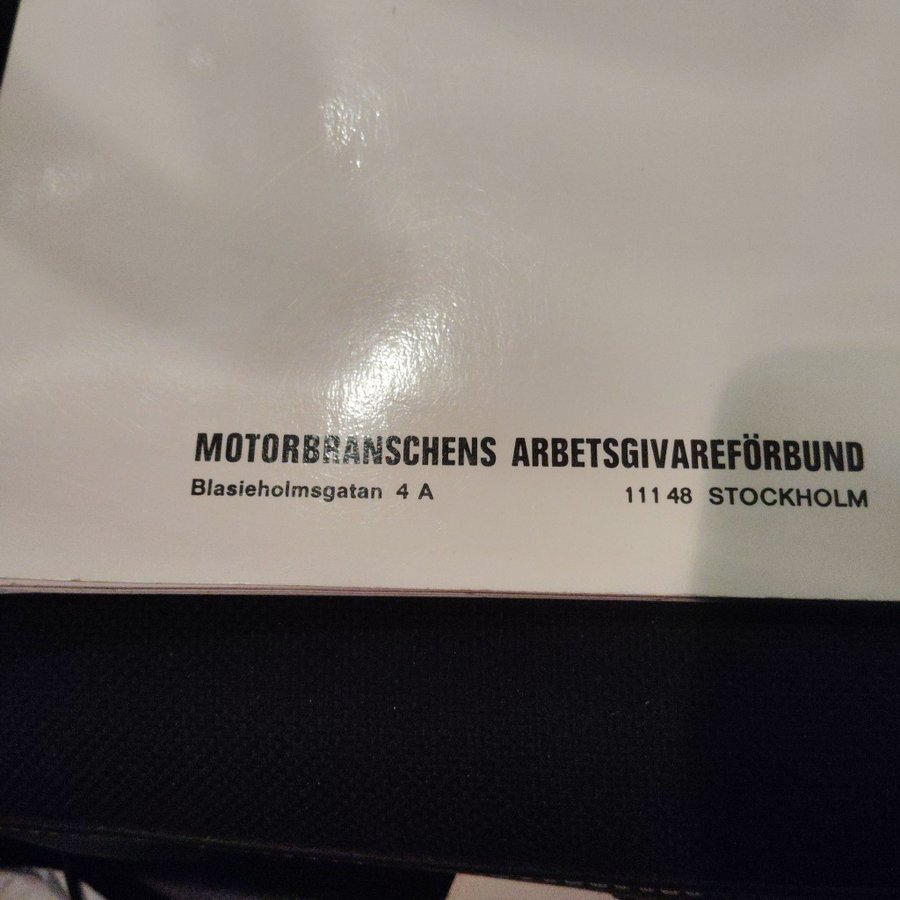 MOTORBRANSCHENS ARBETSGIVAREFÖRBUND
Blasieholmsgatan 4 A 111 48 STOCKHOLM